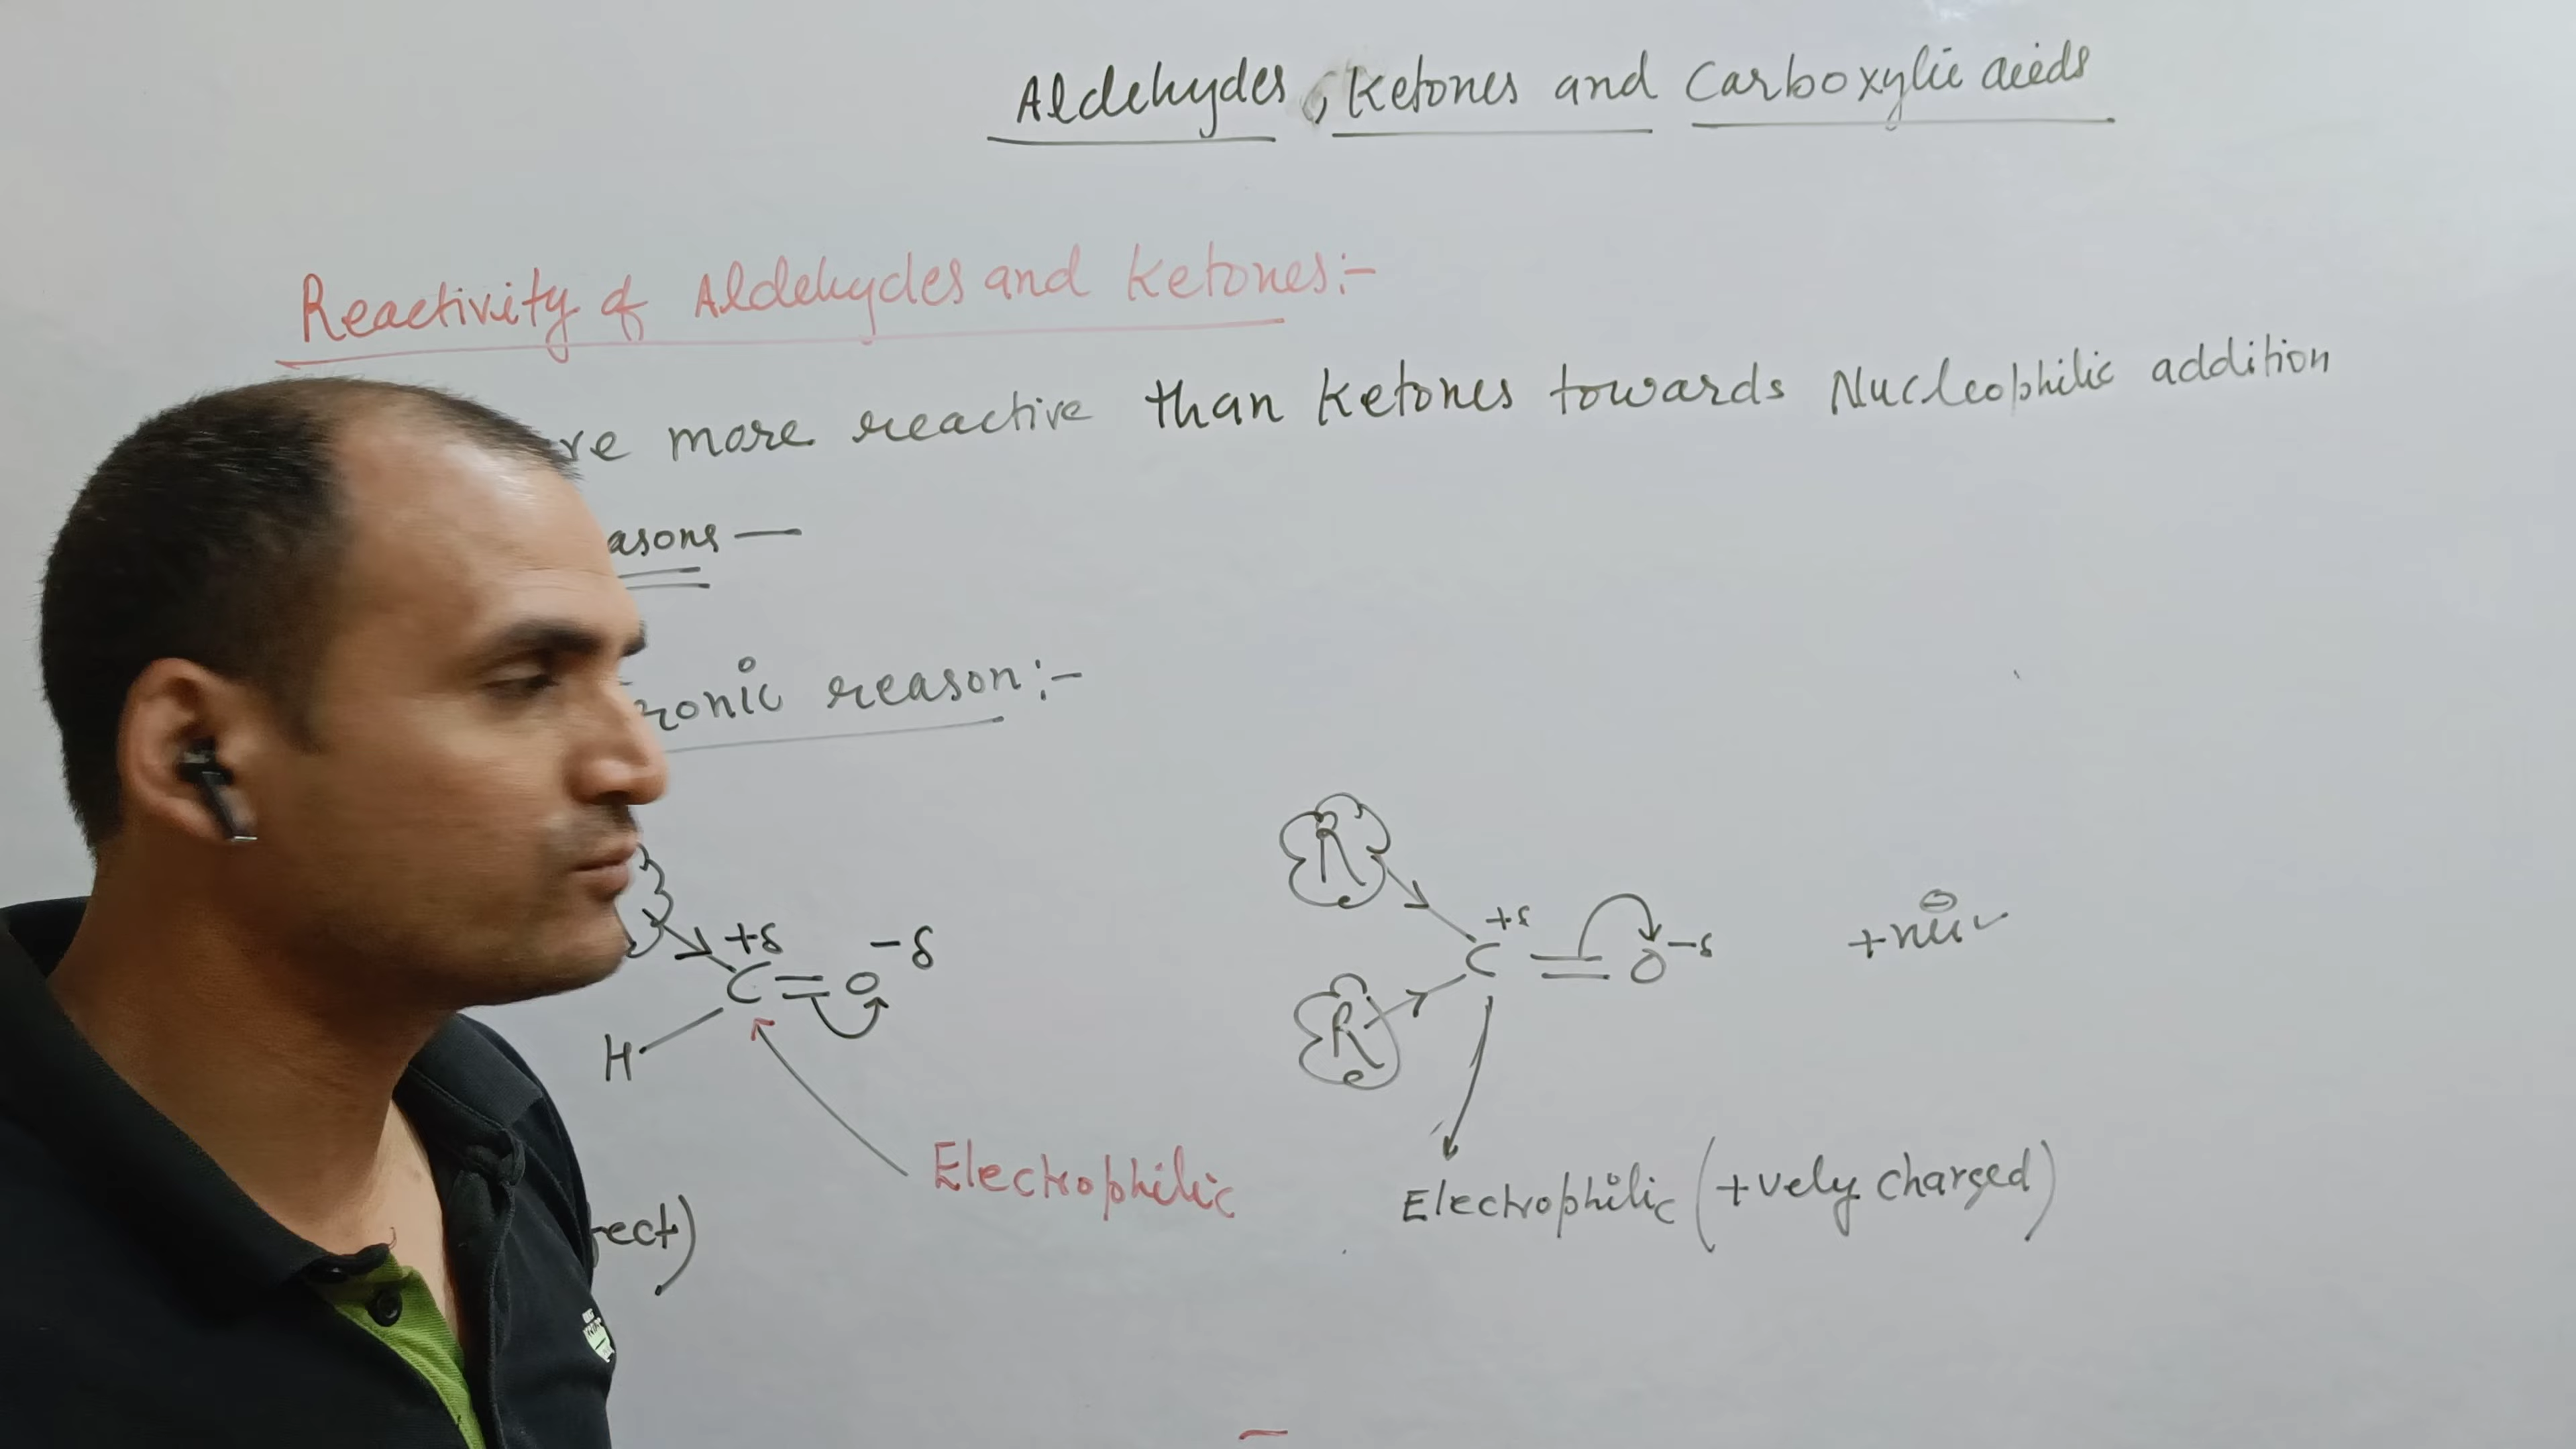 Aldehydes, Ketones and Carboxylic acids
Reactivity of Aldehydes and Ketones:-
re more reactive than Ketones towards Nucleophilic addition
asons —
ronic reason:-
R
+δ
-δ
C=O
H
R
+δ
C=O
-δ
R
+nu⊖
Electrophilic
Electrophilic (+vely charged)
ect)